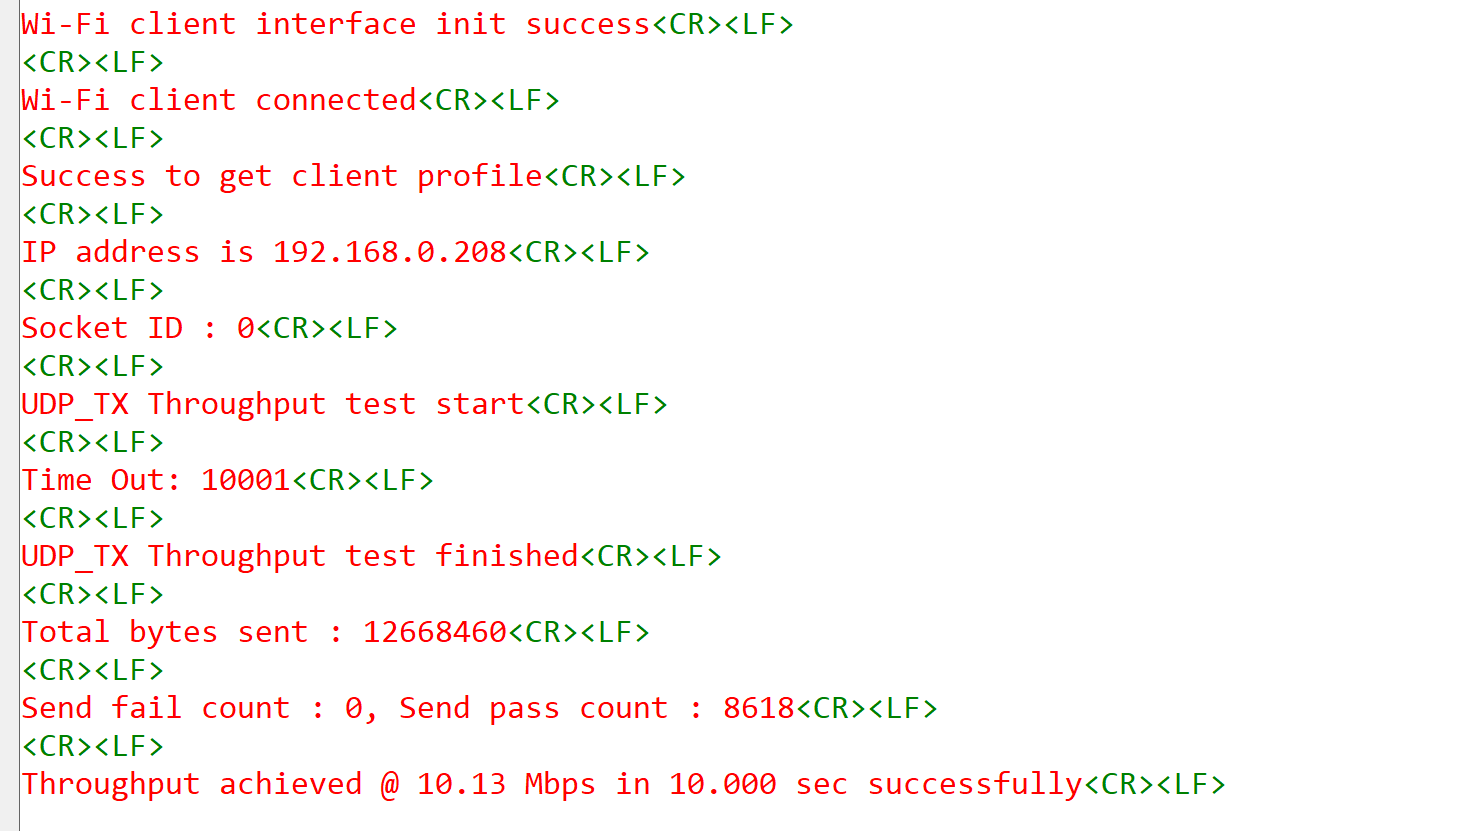 Wi-Fi client interface init success<CR><LF>
<CR><LF>
Wi-Fi client connected<CR><LF>
<CR><LF>
Success to get client profile<CR><LF>
<CR><LF>
IP address is 192.168.0.208<CR><LF>
<CR><LF>
Socket ID : 0<CR><LF>
<CR><LF>
UDP_TX Throughput test start<CR><LF>
<CR><LF>
Time Out: 10001<CR><LF>
<CR><LF>
UDP_TX Throughput test finished<CR><LF>
<CR><LF>
Total bytes sent : 12668460<CR><LF>
<CR><LF>
Send fail count : 0, Send pass count : 8618<CR><LF>
<CR><LF>
Throughput achieved @ 10.13 Mbps in 10.000 sec successfully<CR><LF>